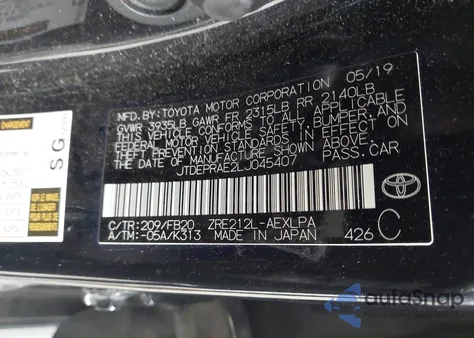 CHARGEMENT
SG
MFD. BY: TOYOTA MOTOR CORPORATION 05/19
GVWR 3935LB GAWR FR 2315LB RR 2140LB
THIS VEHICLE CONFORMS TO ALL APPLICABLE
FEDERAL MOTOR VEHICLE SAFETY, BUMPER, AND
THEFT PREVENTION STANDARDS IN EFFECT ON
THE DATE OF MANUFACTURE SHOWN ABOVE.
JTDEPRAE2LJ045407 PASS.CAR
C/TR: 209/FB20 ZRE212L-AEXLPA
A/TM: -05A/K313 MADE IN JAPAN 426 C
autoSnap